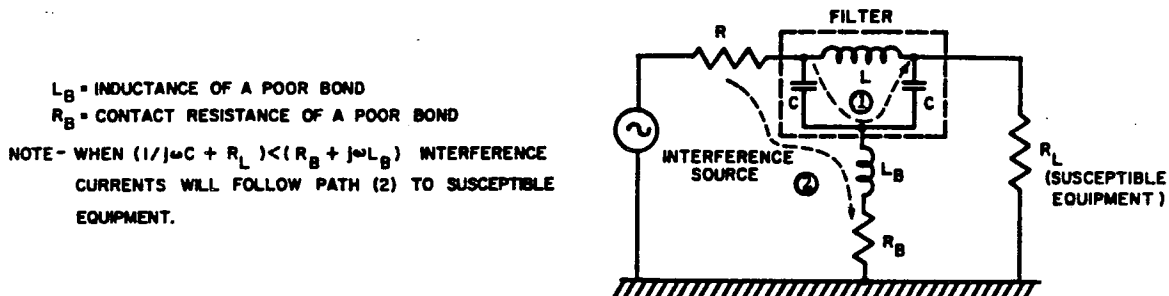 L_B = INDUCTANCE OF A POOR BOND
R_B = CONTACT RESISTANCE OF A POOR BOND
NOTE - WHEN (1/jωC + R_L) < (R_B + jωL_B) INTERFERENCE
CURRENTS WILL FOLLOW PATH (2) TO SUSCEPTIBLE
EQUIPMENT.
FILTER
R
L
C
①
C
INTERFERENCE
SOURCE
②
L_B
R_B
R_L
(SUSCEPTIBLE
EQUIPMENT)